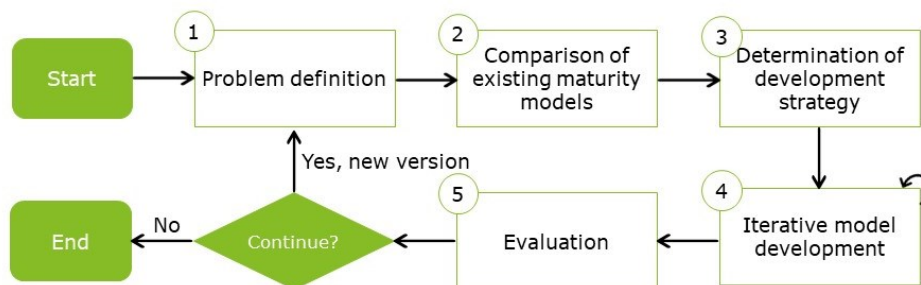 1
2
3
Start
Problem definition
Comparison of
existing maturity
models
Determination of
development
strategy
Yes, new version
4
5
End
No
Continue?
Evaluation
Iterative model
development